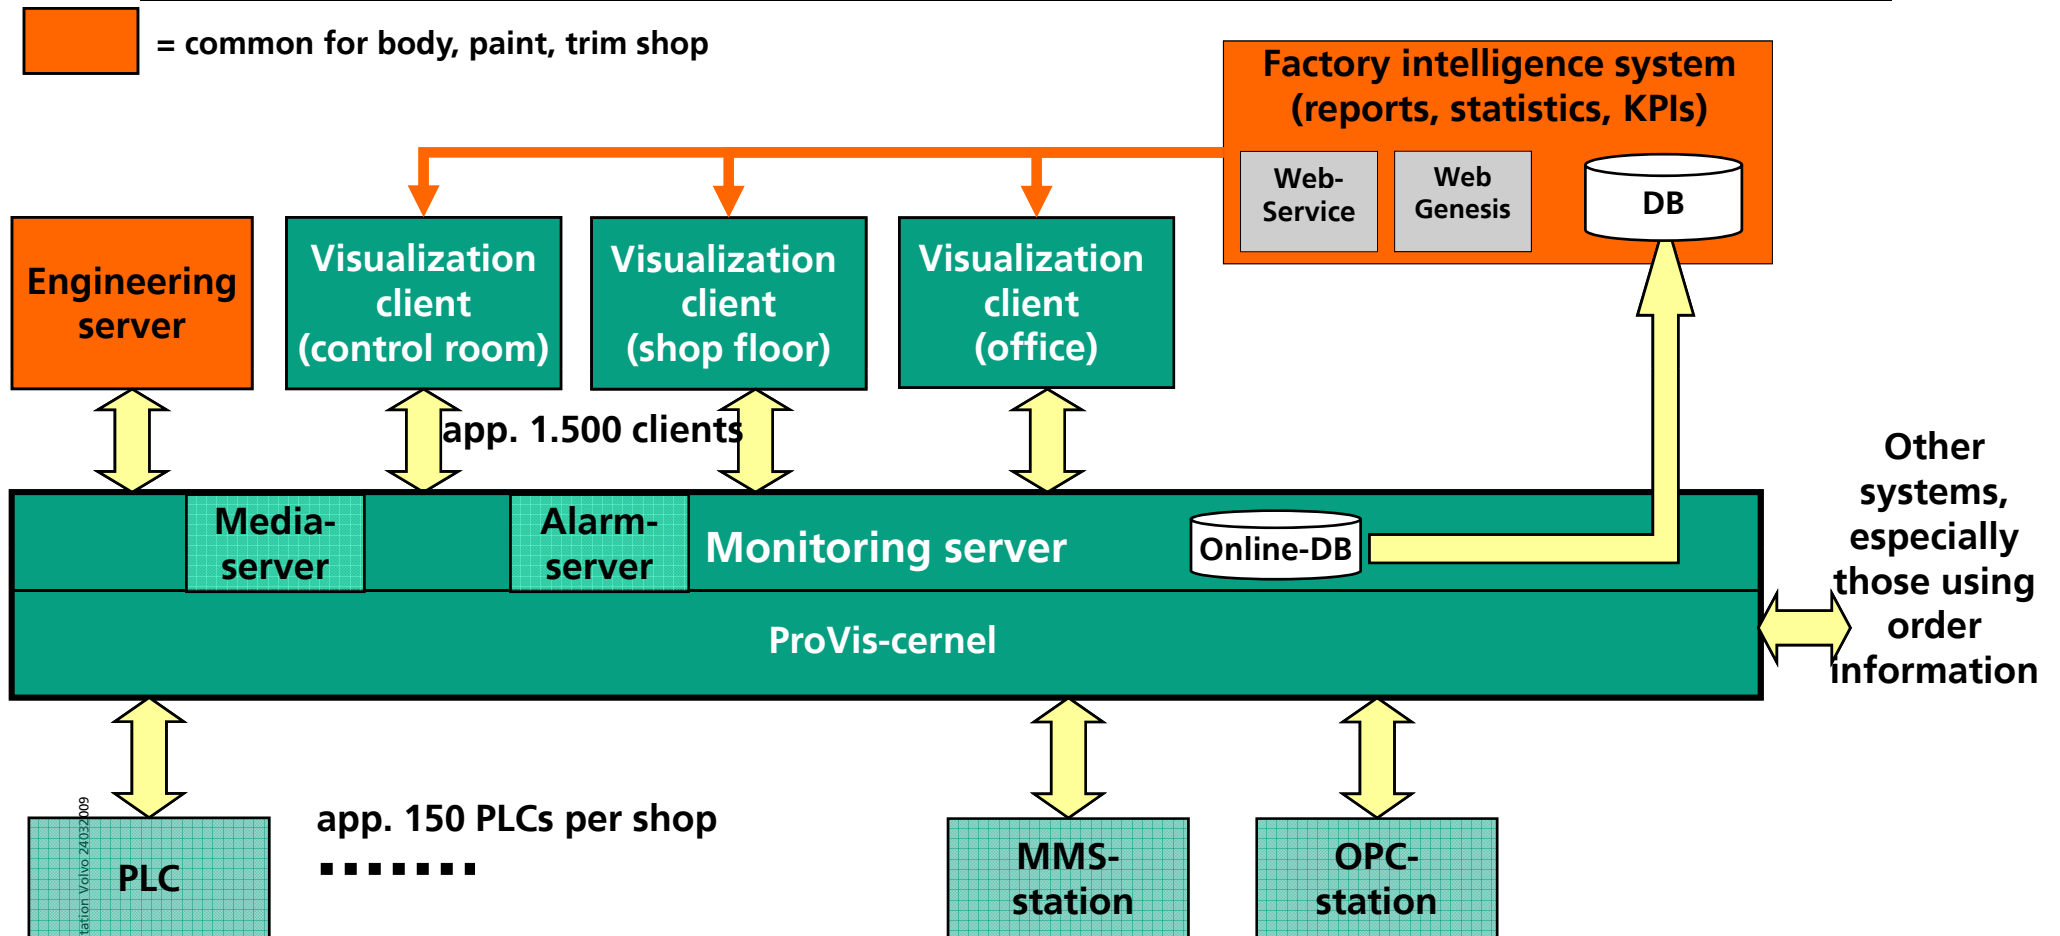 = common for body, paint, trim shop
Factory intelligence system
(reports, statistics, KPIs)
Web-
Service
Web
Genesis
DB
Engineering
server
Visualization
client
(control room)
Visualization
client
(shop floor)
Visualization
client
(office)
app. 1.500 clients
Other
systems,
especially
those using
order
information
Media-
server
Alarm-
server
Monitoring server
Online-DB
ProVis-cernel
app. 150 PLCs per shop
PLC
MMS-
station
OPC-
station
Volvo 24032009